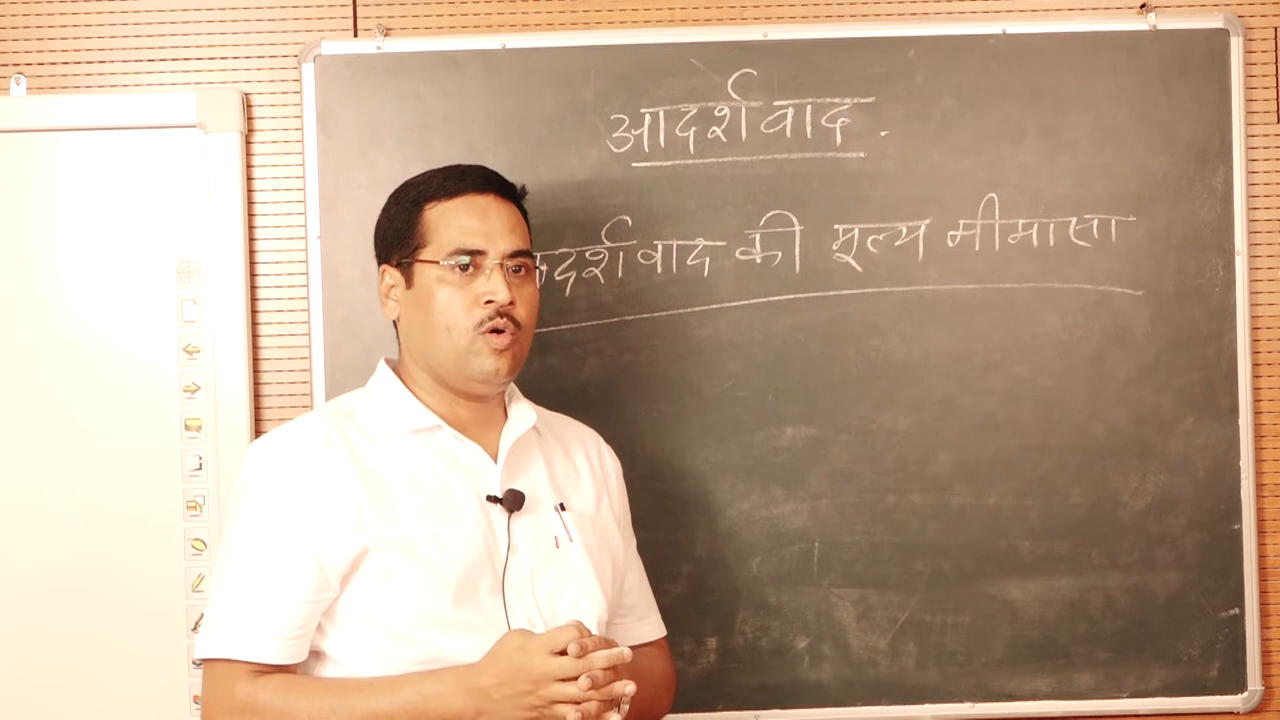 आदर्शवाद .
दर्शवाद की मूल्य मीमासा